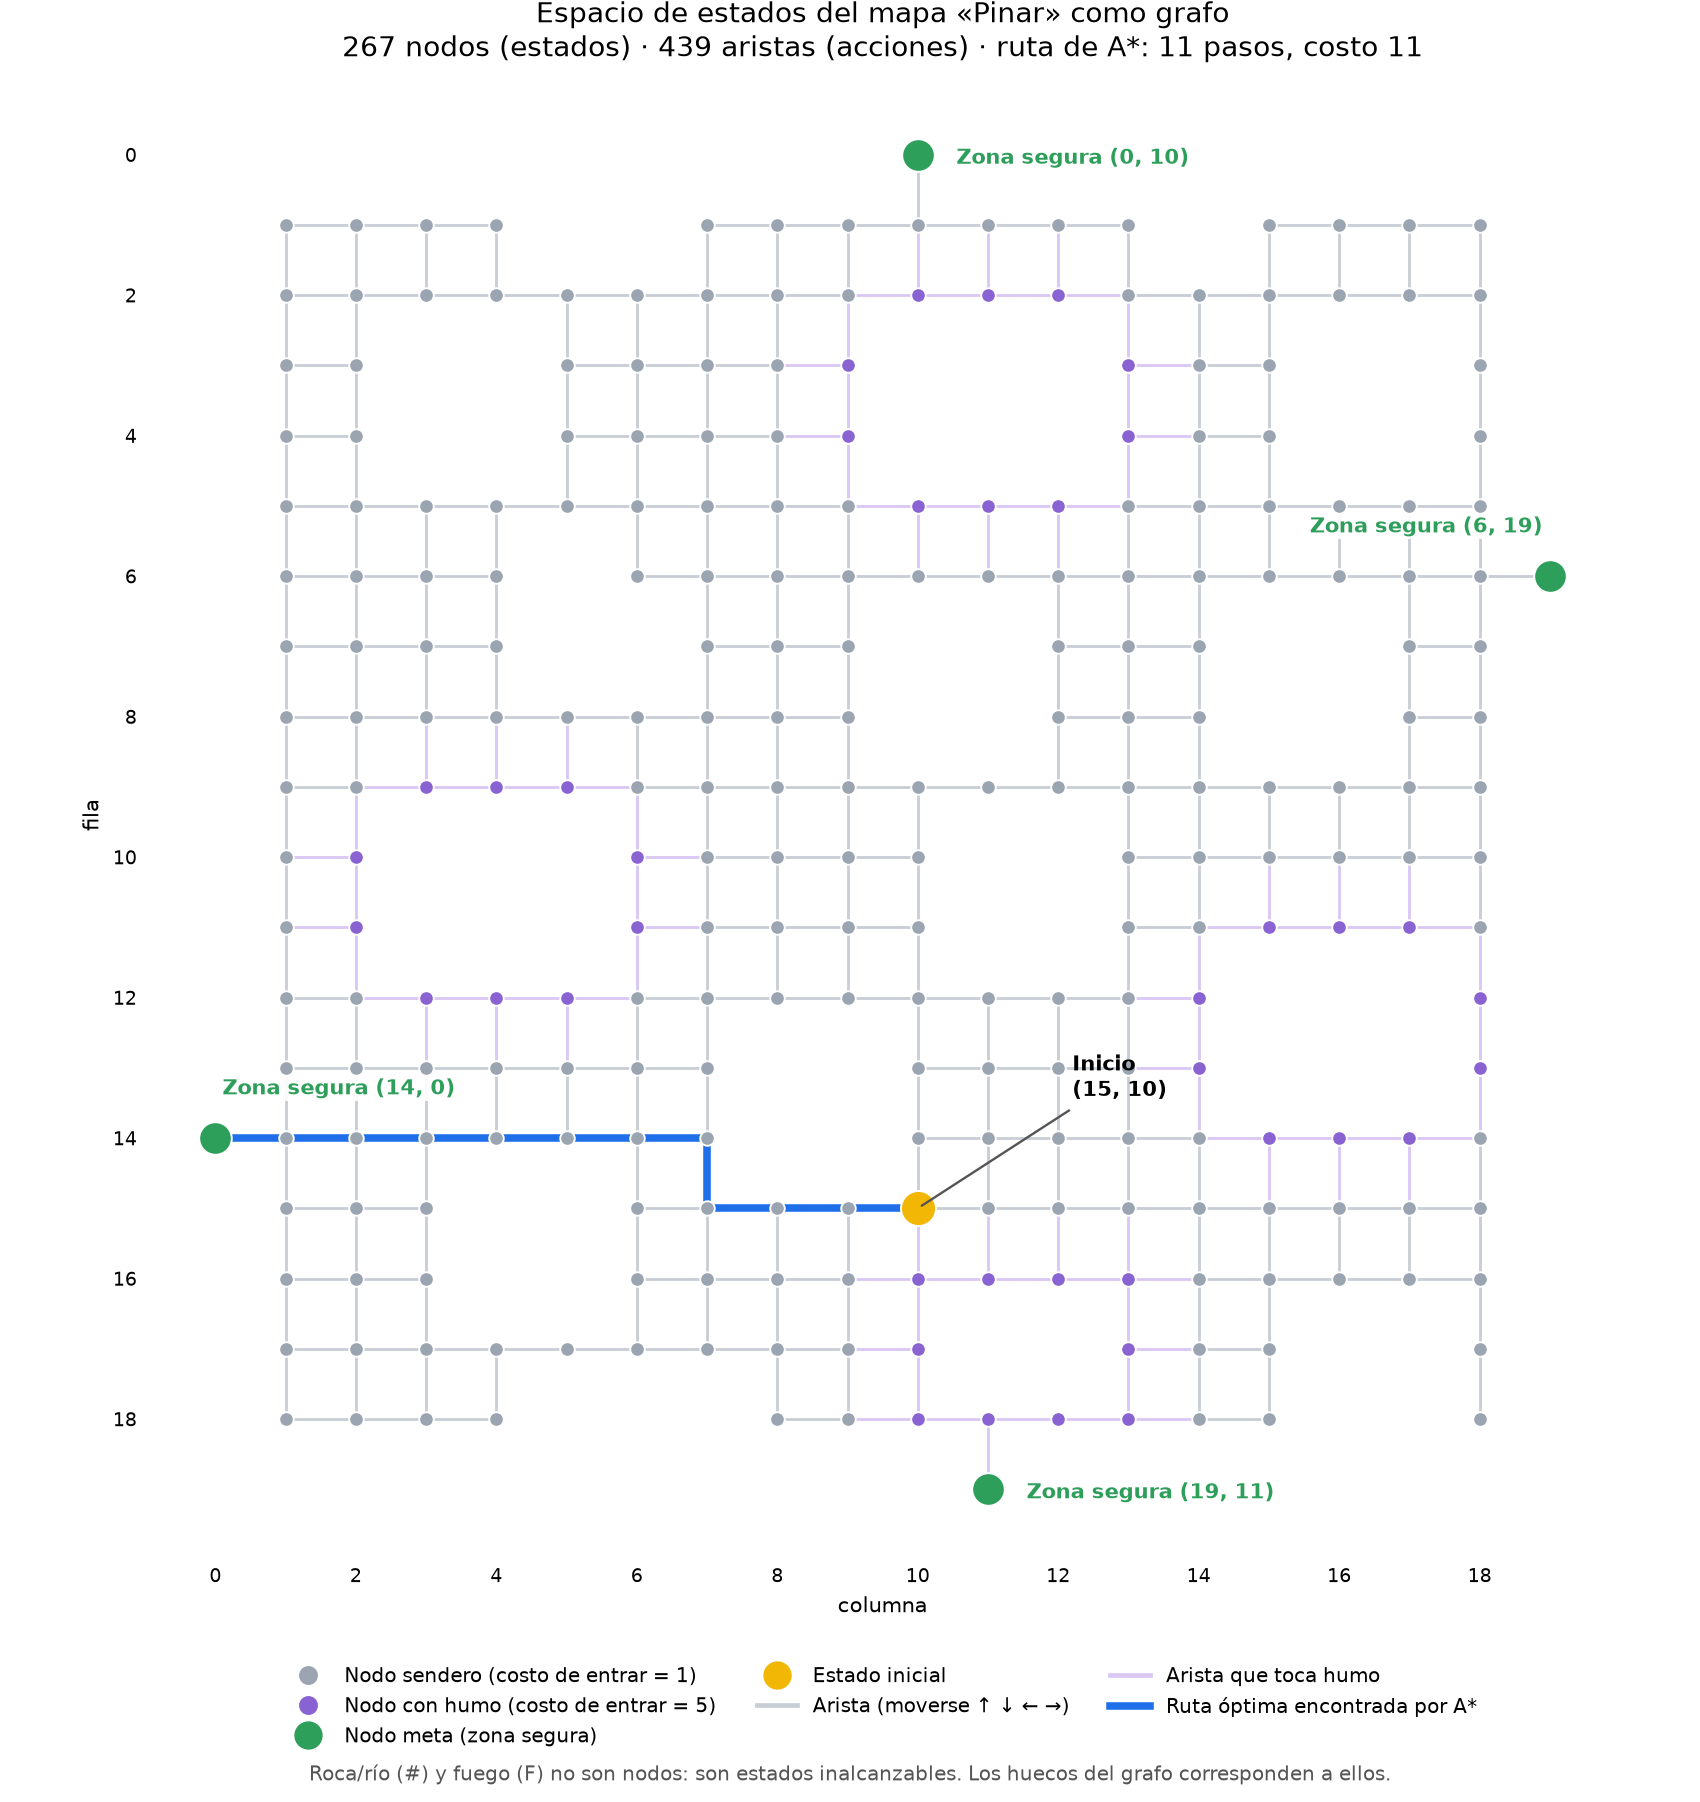 Espacio de estados del mapa «Pinar» como grafo
267 nodos (estados) · 439 aristas (acciones) · ruta de A*: 11 pasos, costo 11
0
Zona segura (0, 10)
2
4
Zona segura (6, 19)
6
8
fila
10
12
Inicio
(15, 10)
Zona segura (14, 0)
14
16
18
Zona segura (19, 11)
0 2 4 6 8 10 12 14 16 18
columna
Nodo sendero (costo de entrar = 1)
Nodo con humo (costo de entrar = 5)
Nodo meta (zona segura)
Estado inicial
Arista (moverse ↑ ↓ ← →)
Arista que toca humo
Ruta óptima encontrada por A*
Roca/río (#) y fuego (F) no son nodos: son estados inalcanzables. Los huecos del grafo corresponden a ellos.